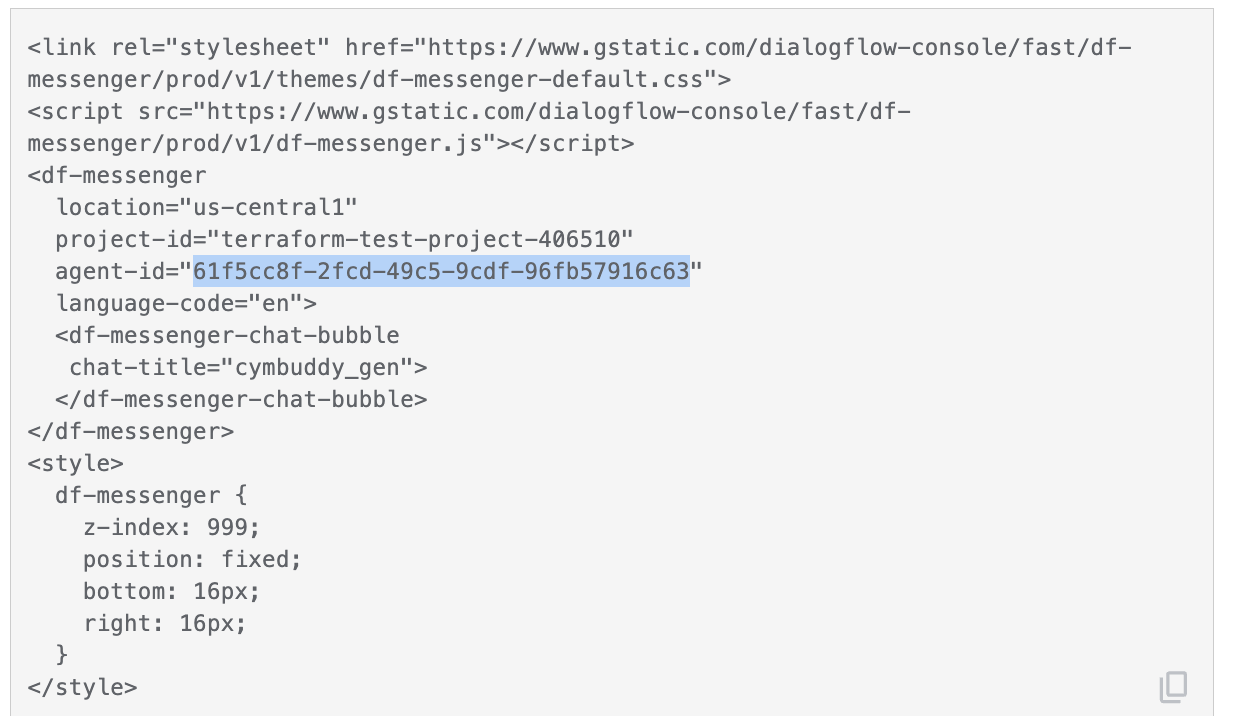 <link rel="stylesheet" href="https://www.gstatic.com/dialogflow-console/fast/df-
messenger/prod/v1/themes/df-messenger-default.css">
<script src="https://www.gstatic.com/dialogflow-console/fast/df-
messenger/prod/v1/df-messenger.js"></script>
<df-messenger
  location="us-central1"
  project-id="terraform-test-project-406510"
  agent-id="61f5cc8f-2fcd-49c5-9cdf-96fb57916c63"
  language-code="en">
  <df-messenger-chat-bubble
   chat-title="cymbuddy_gen">
  </df-messenger-chat-bubble>
</df-messenger>
<style>
  df-messenger {
    z-index: 999;
    position: fixed;
    bottom: 16px;
    right: 16px;
  }
</style>